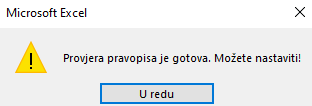 Microsoft Excel
Provjera pravopisa je gotova. Možete nastaviti!
U redu